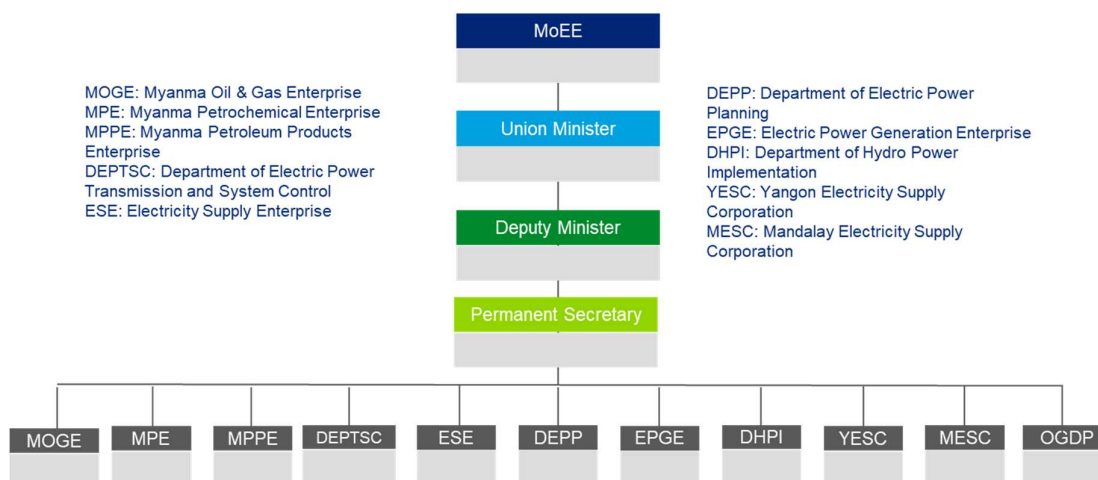 MoEE
MOGE: Myanma Oil & Gas Enterprise
MPE: Myanma Petrochemical Enterprise
MPPE: Myanma Petroleum Products
Enterprise
DEPTSC: Department of Electric Power
Transmission and System Control
ESE: Electricity Supply Enterprise
DEPP: Department of Electric Power
Planning
EPGE: Electric Power Generation Enterprise
DHPI: Department of Hydro Power
Implementation
YESC: Yangon Electricity Supply
Corporation
MESC: Mandalay Electricity Supply
Corporation
Union Minister
Deputy Minister
Permanent Secretary
MOGE
MPE
MPPE
DEPTSC
ESE
DEPP
EPGE
DHPI
YESC
MESC
OGDP